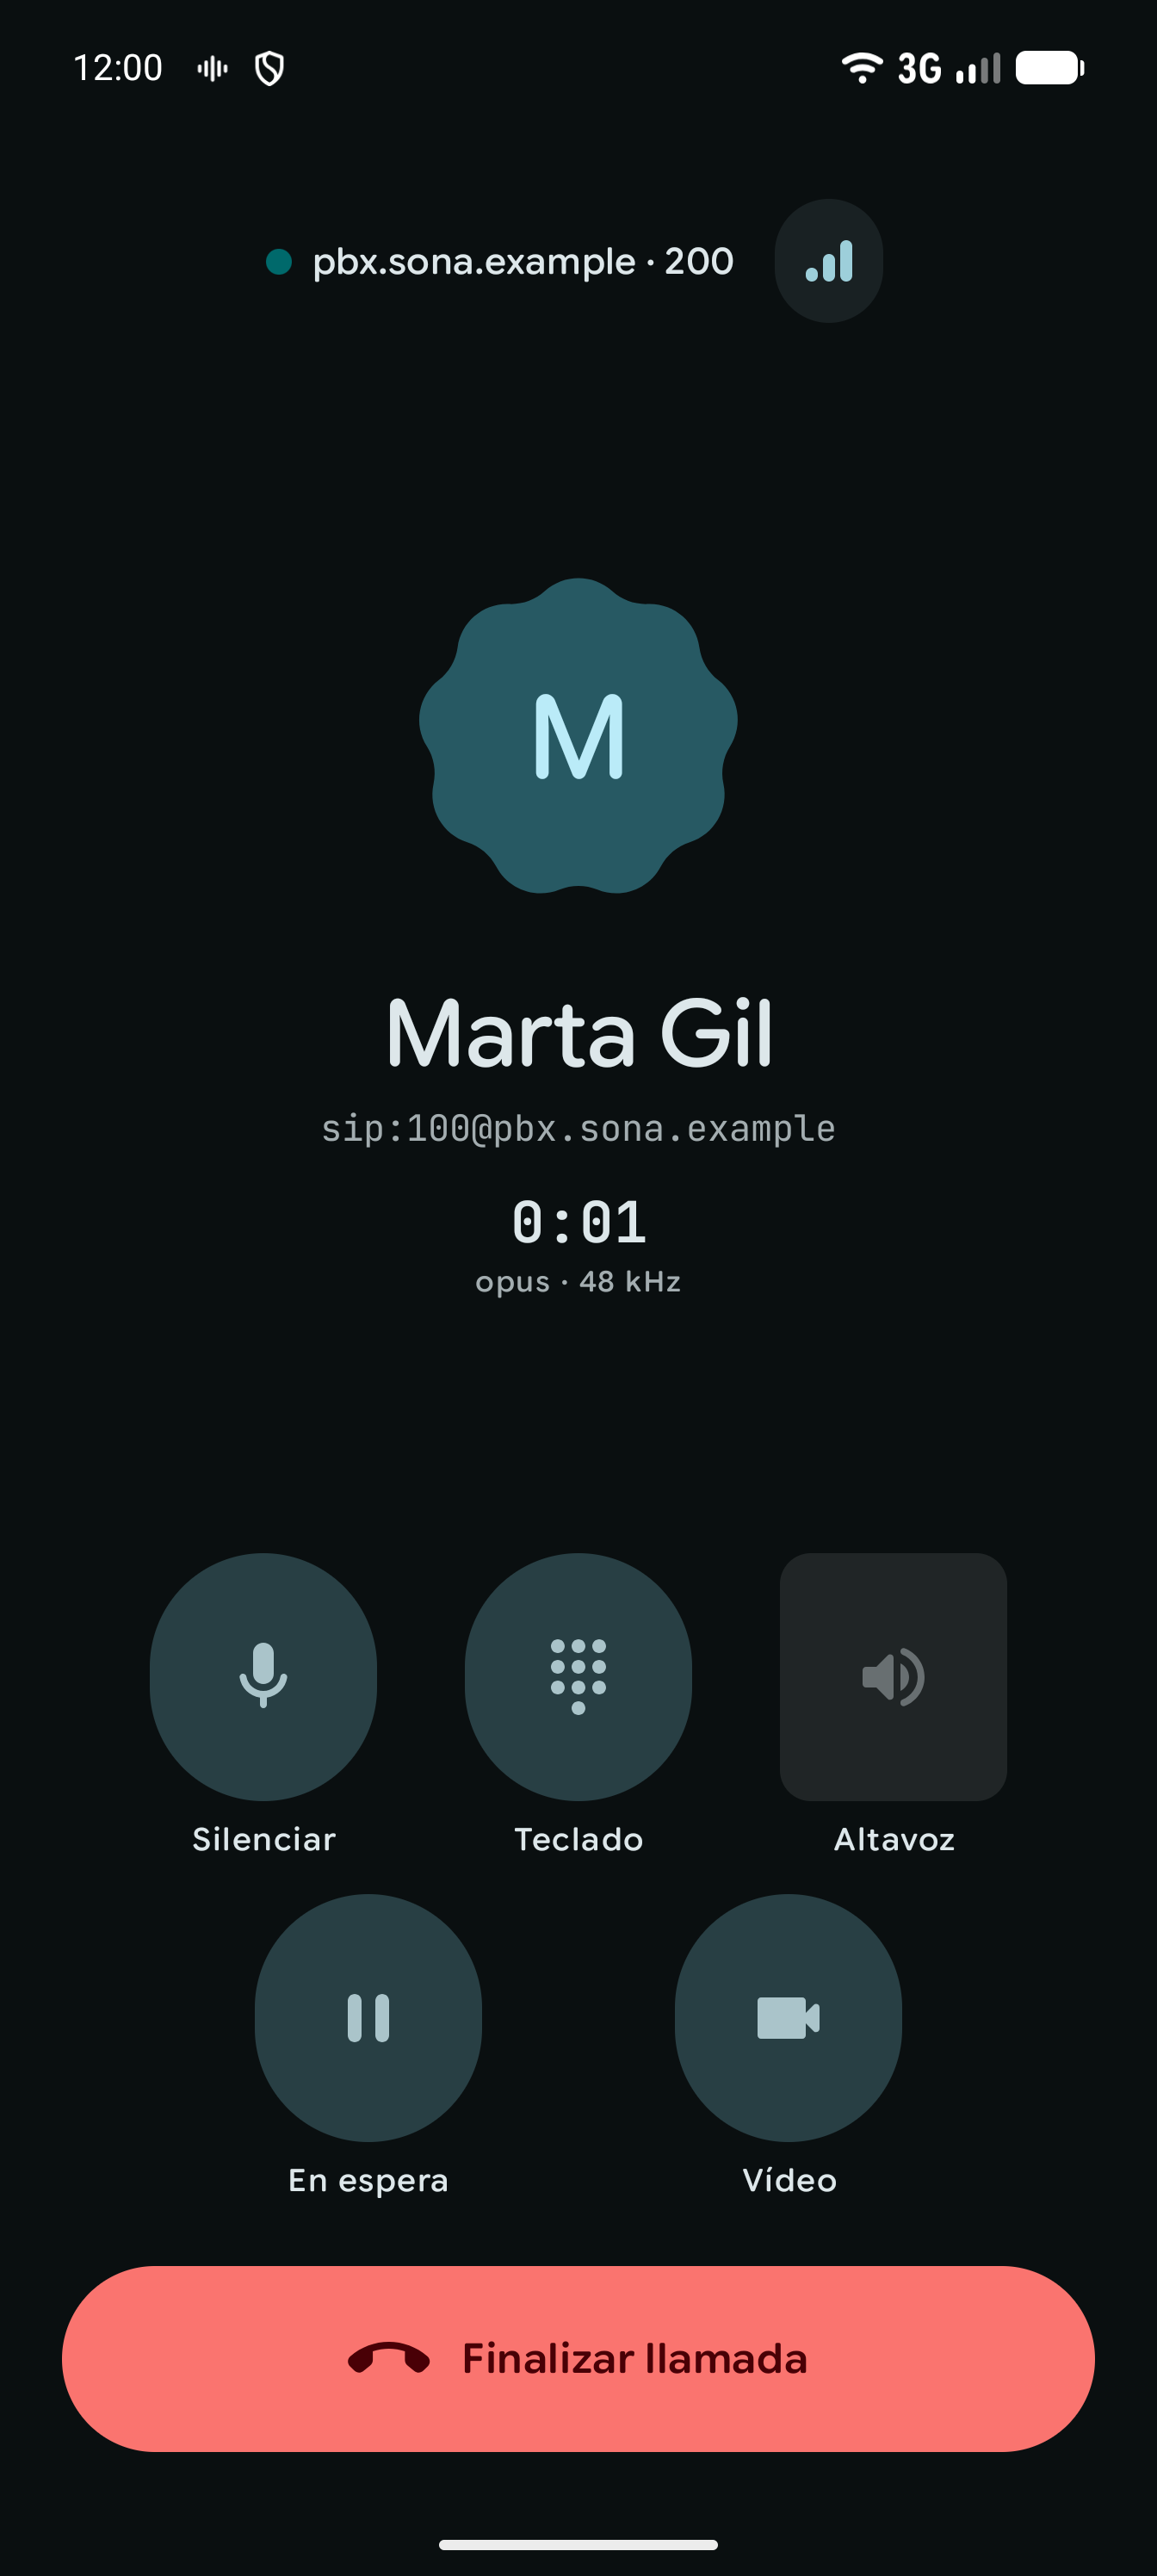 12:00 3G
pbx.sona.example · 200
M
Marta Gil
sip:100@pbx.sona.example
0:01
opus · 48 kHz
Silenciar Teclado Altavoz
En espera Vídeo
Finalizar llamada